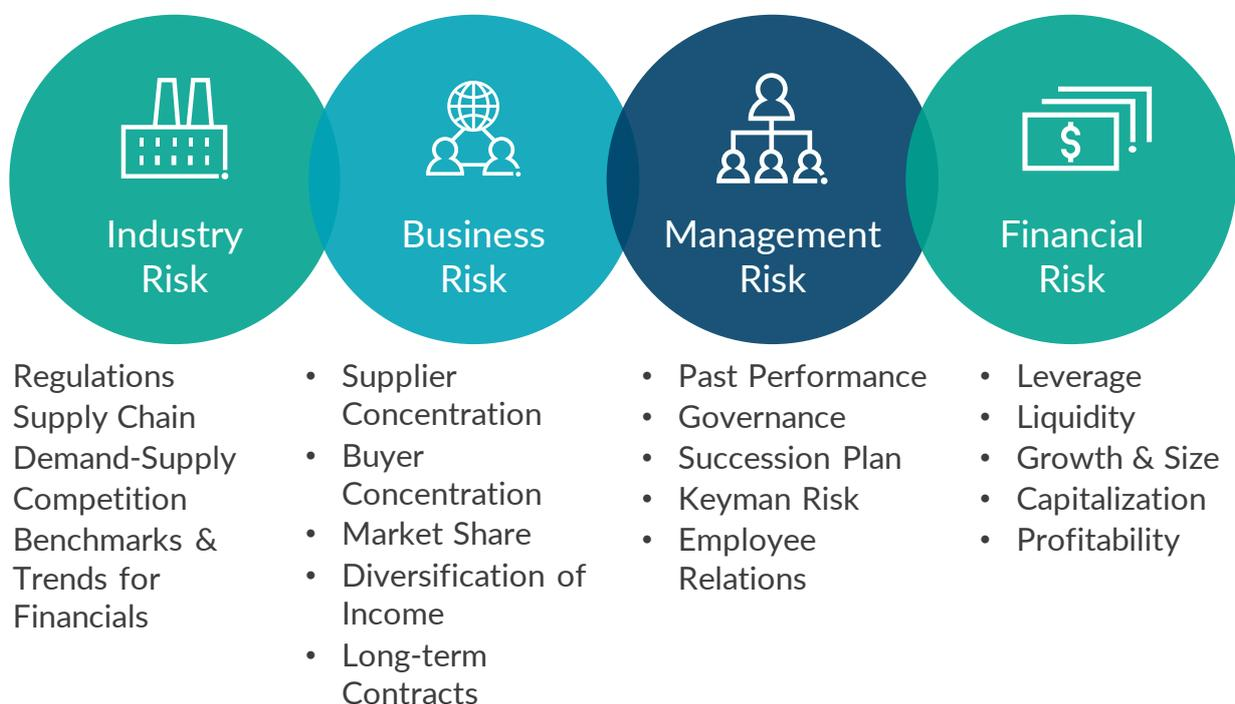 Industry
Risk
Business
Risk
Management
Risk
$
Financial
Risk
Regulations
Supply Chain
Demand-Supply
Competition
Benchmarks &
Trends for
Financials
• Supplier
Concentration
• Buyer
Concentration
• Market Share
• Diversification of
Income
• Long-term
Contracts
• Past Performance
• Governance
• Succession Plan
• Keyman Risk
• Employee
Relations
• Leverage
• Liquidity
• Growth & Size
• Capitalization
• Profitability